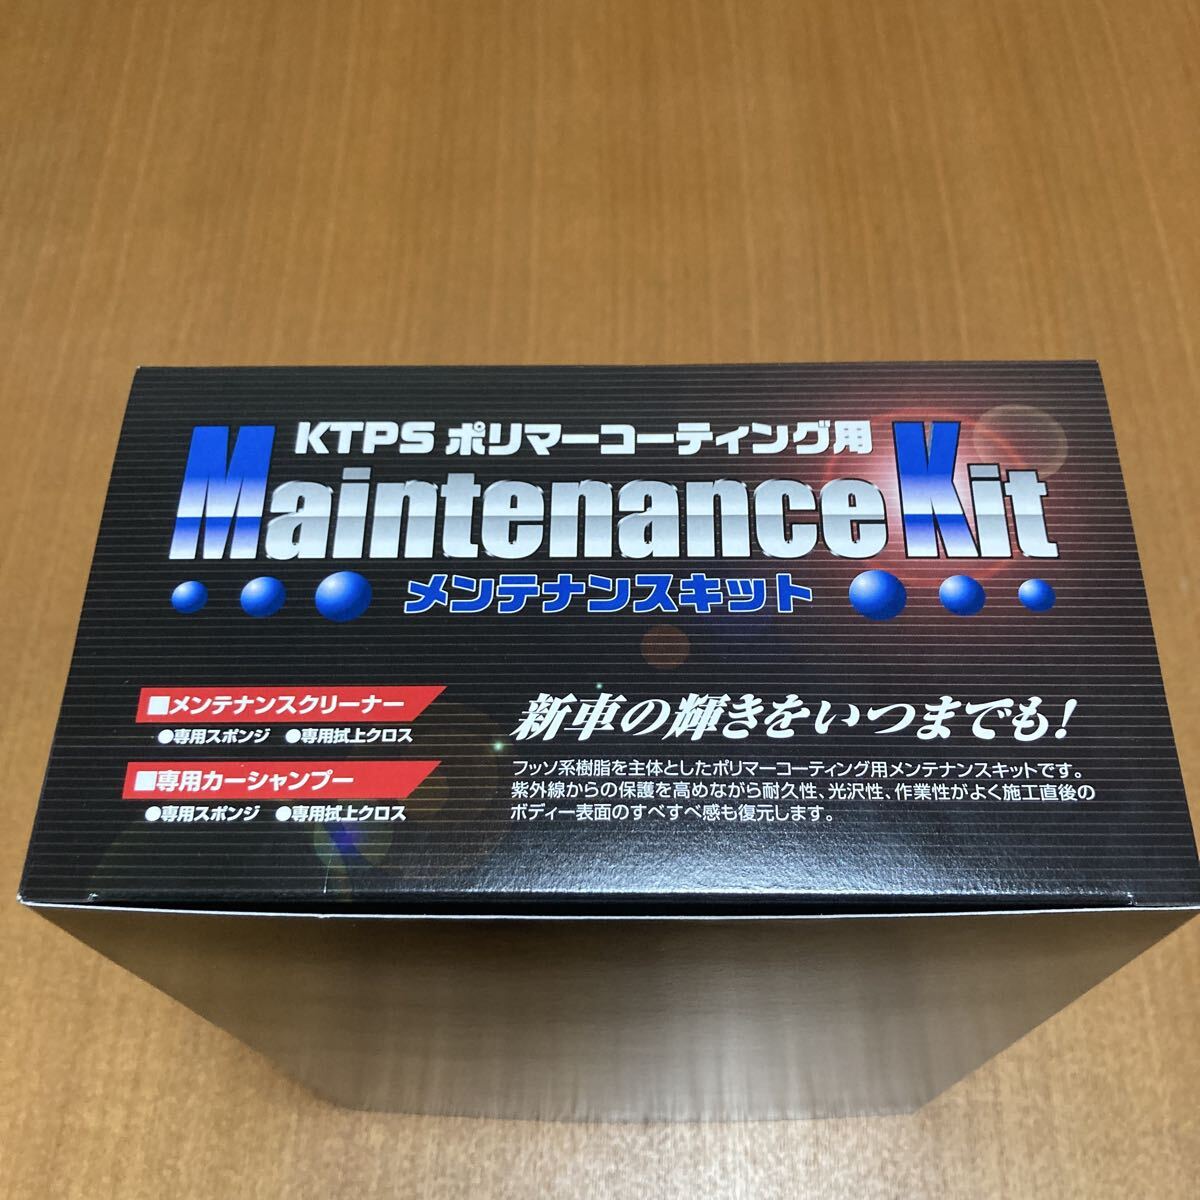 KTPS ポリマーコーティング用
Maintenance Kit
メンテナンスキット
■メンテナンスクリーナー
●専用スポンジ ●専用拭上クロス
■専用カーシャンプー
●専用スポンジ ●専用拭上クロス
新車の輝きをいつまでも!
フッソ系樹脂を主体としたポリマーコーティング用メンテナンスキットです。
紫外線からの保護を高めながら耐久性、光沢性、作業性がよく施工直後の
ボディー表面のすべすべ感も復元します。